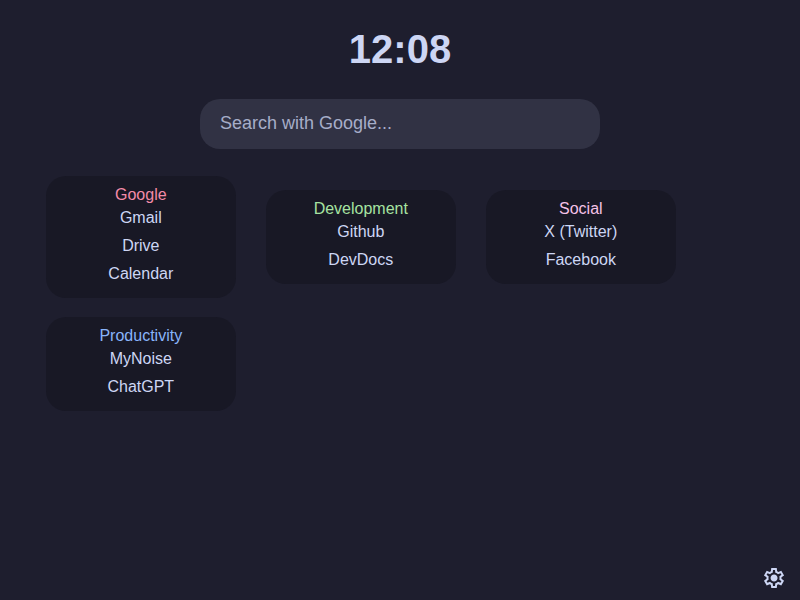 12:08
Search with Google...
Google
Gmail
Drive
Calendar
Development
Github
DevDocs
Social
X (Twitter)
Facebook
Productivity
MyNoise
ChatGPT